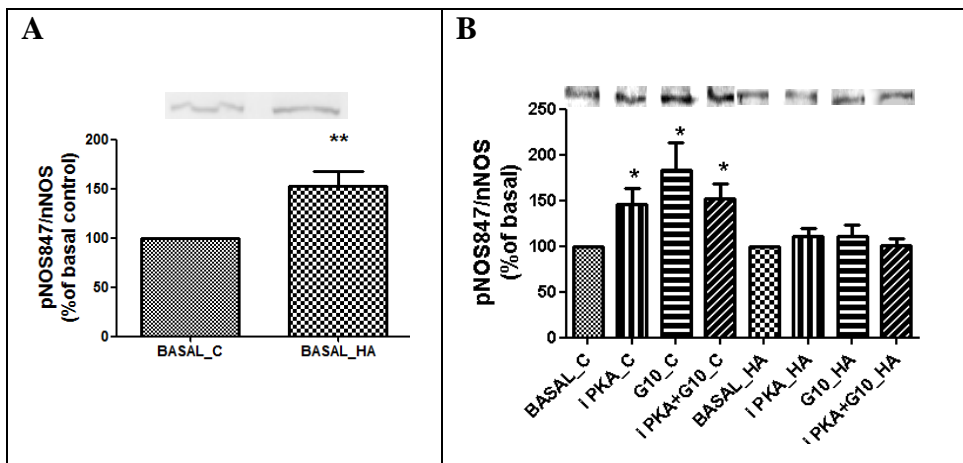 A
**
pNOS847/nNOS
(%of basal control)
200
150
100
50
0
BASAL_C
BASAL_HA
B
*
*
*
pNOS847/nNOS
(%of basal)
250
200
150
100
50
0
BASAL_C
i PKA_C
G10_C
i PKA+G10_C
BASAL_HA
i PKA_HA
G10_HA
i PKA+G10_HA